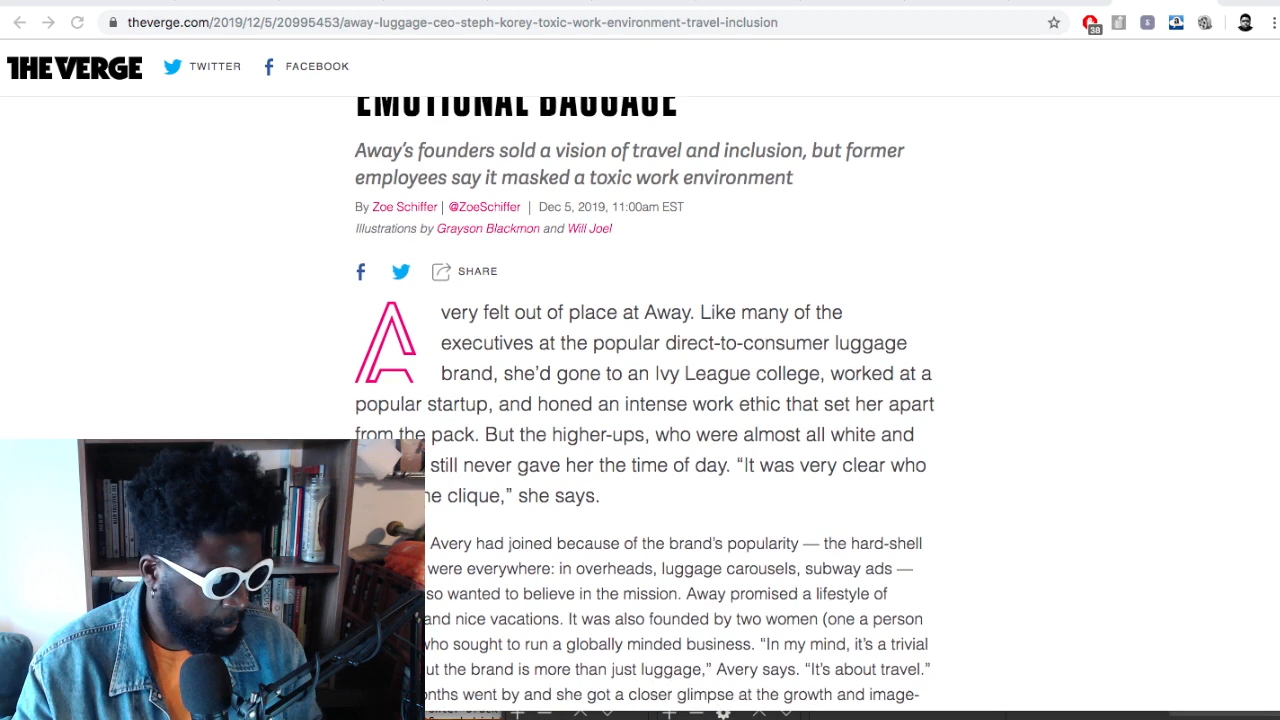 theverge.com/2019/12/5/20995453/away-luggage-ceo-steph-korey-toxic-work-environment-travel-inclusion
38
THE VERGE TWITTER FACEBOOK
EMOTIONAL BAGGAGE
Away's founders sold a vision of travel and inclusion, but former
employees say it masked a toxic work environment
By Zoe Schiffer | @ZoeSchiffer | Dec 5, 2019, 11:00am EST
Illustrations by Grayson Blackmon and Will Joel
SHARE
Avery felt out of place at Away. Like many of the
executives at the popular direct-to-consumer luggage
brand, she'd gone to an Ivy League college, worked at a
popular startup, and honed an intense work ethic that set her apart
from the pack. But the higher-ups, who were almost all white and
still never gave her the time of day. “It was very clear who
clique,” she says.
Avery had joined because of the brand's popularity — the hard-shell
were everywhere: in overheads, luggage carousels, subway ads —
so wanted to believe in the mission. Away promised a lifestyle of
and nice vacations. It was also founded by two women (one a person
who sought to run a globally minded business. “In my mind, it's a trivial
but the brand is more than just luggage,” Avery says. “It's about travel.”
months went by and she got a closer glimpse at the growth and image-